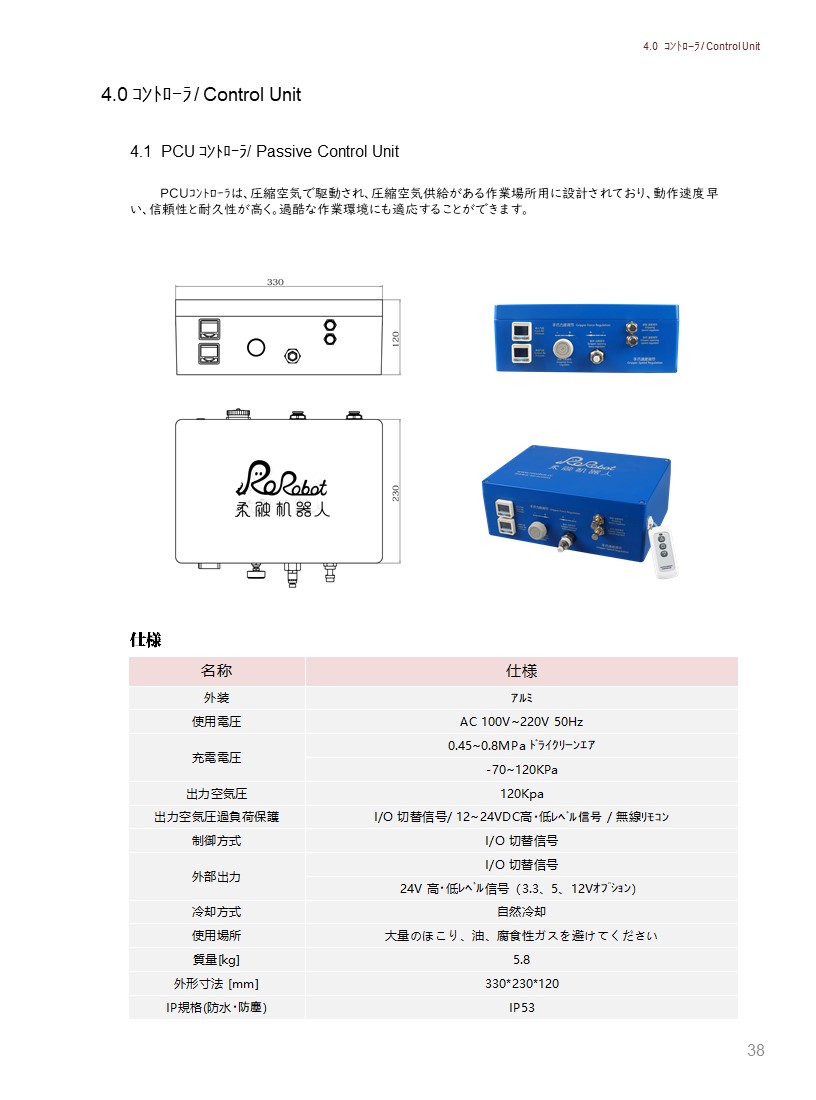 4.0 ｺﾝﾄﾛｰﾗ/ Control Unit
4.0 ｺﾝﾄﾛｰﾗ/ Control Unit
4.1 PCU ｺﾝﾄﾛｰﾗ/ Passive Control Unit
PCUｺﾝﾄﾛｰﾗは、圧縮空気で駆動され、圧縮空気供給がある作業場所用に設計されており、動作速度早
い、信頼性と耐久性が高く。過酷な作業環境にも適応することができます。
330
120
230
RoRobot
柔触机器人
RoRobot
柔触机器人
仕様
名称 仕様
外装 ｱﾙﾐ
使用電圧 AC 100V~220V 50Hz
充電電圧 0.45~0.8MPa ﾄﾞﾗｲｸﾘｰﾝエア
-70~120KPa
出力空気圧 120Kpa
出力空気圧過負荷保護 I/O 切替信号/ 12~24VDC高･低ﾚﾍﾞﾙ信号 / 無線ﾘﾓｺﾝ
制御方式 I/O 切替信号
外部出力 I/O 切替信号
24V 高･低ﾚﾍﾞﾙ信号 (3.3、5、12Vｵﾌﾟｼｮﾝ)
冷却方式 自然冷却
使用場所 大量のほこり、油、腐食性ガスを避けてください
質量[kg] 5.8
外形寸法 [mm] 330*230*120
IP規格(防水･防塵) IP53
38